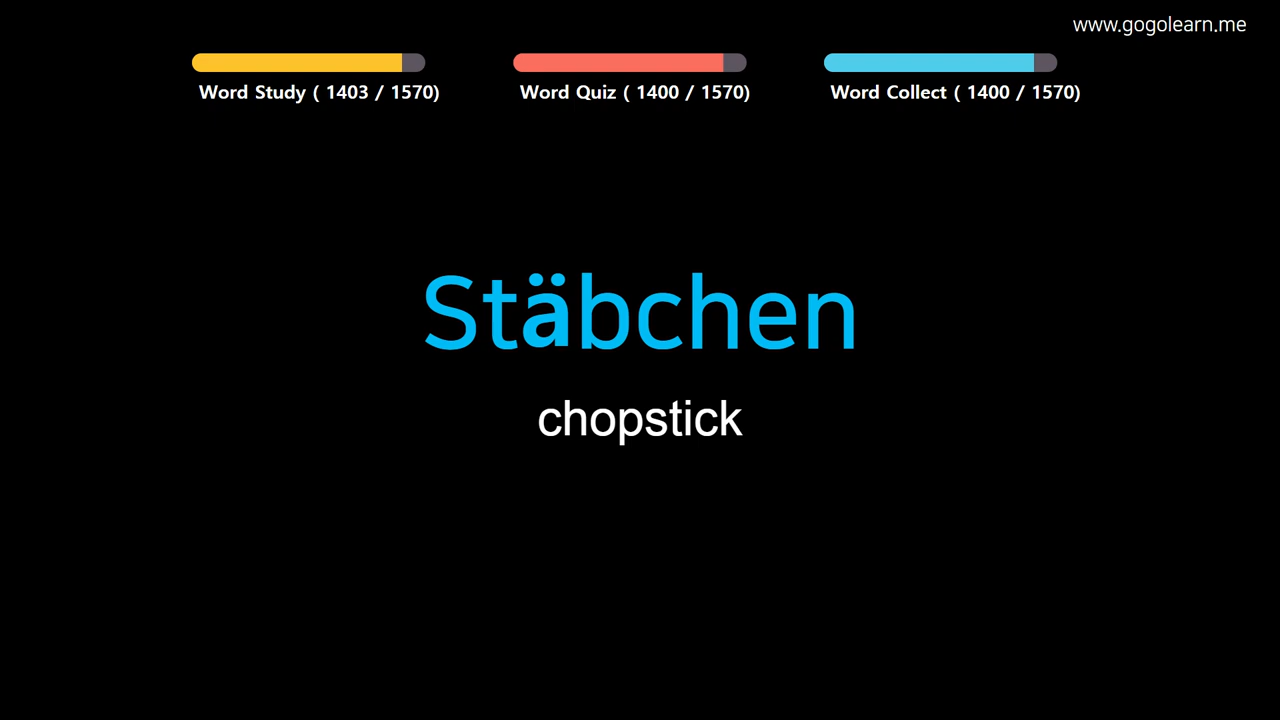 www.gogolearn.me
Word Study ( 1403 / 1570)
Word Quiz ( 1400 / 1570)
Word Collect ( 1400 / 1570)
Stäbchen
chopstick